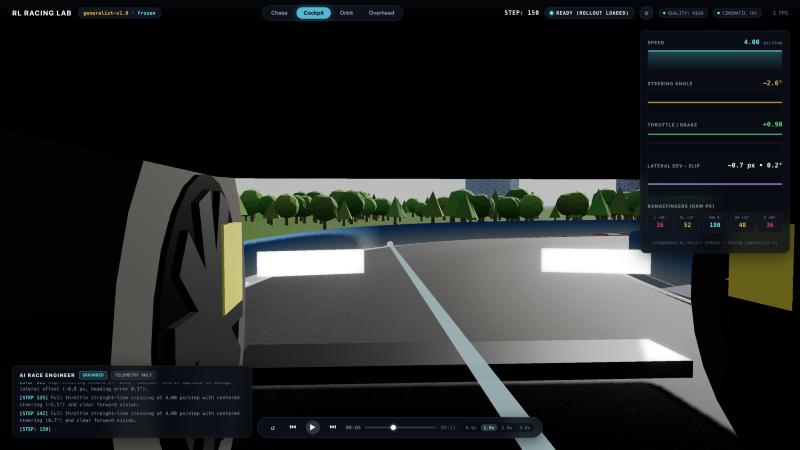 RL RACING LAB
generalist-v1.0 · frozen
Chase Cockpit Orbit Overhead
STEP: 150
READY (ROLLOUT LOADED)
QUALITY: HIGH
CINEMATIC (H)
1 FPS
SPEED 4.00 px/step
STEERING ANGLE −2.6°
THROTTLE / BRAKE +0.98
LATERAL DEV · SLIP −0.7 px • 0.2°
RANGEFINDERS (RAW PX)
36 52 180 48 36
AI RACE ENGINEER GROUNDED TELEMETRY ONLY
lateral offset (-0.8 px, heading error 0.1°).
[STEP 125] Full throttle straight-line cruising at 4.00 px/step with centered
steering (-5.5°) and clear forward vision.
[STEP 142] Full throttle straight-line cruising at 4.00 px/step with centered
steering (0.7°) and clear forward vision.
[STEP: 150]
00:04 00:11 0.5x 1.0x 2.0x